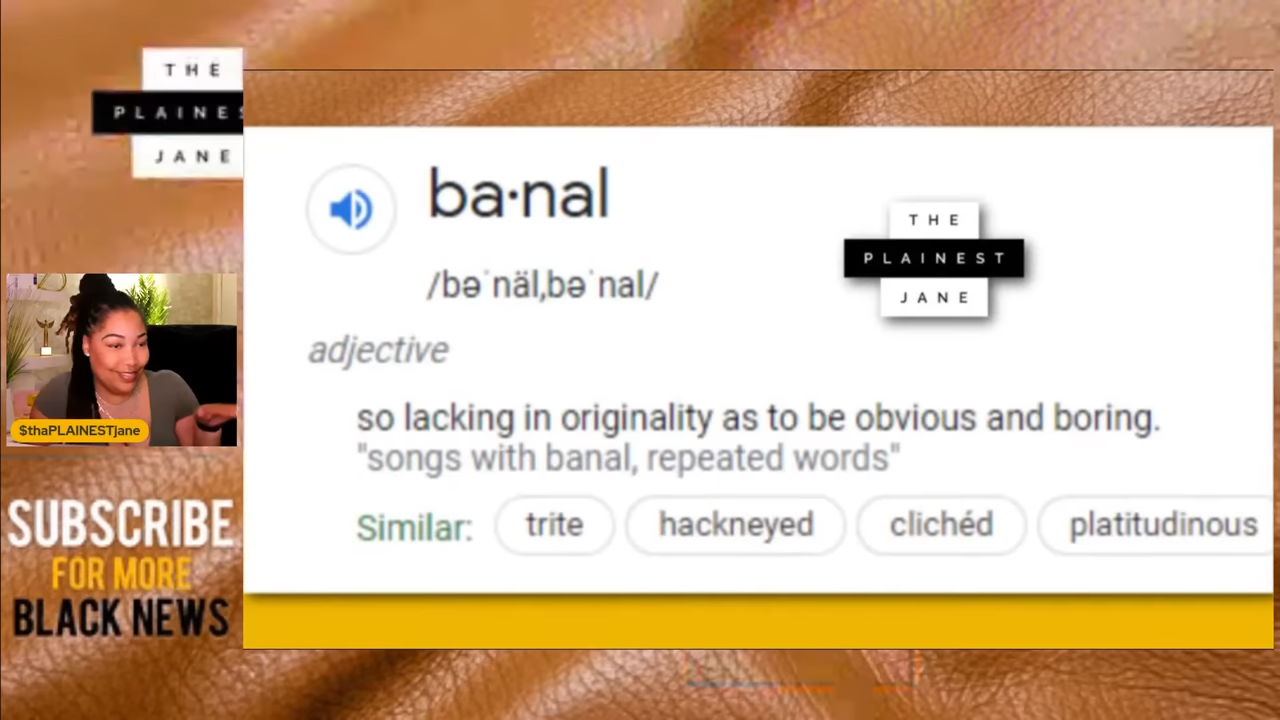 THE
PLAINES
JANE
ba·nal
THE
PLAINEST
JANE
/bəˈnäl,bəˈnal/
adjective
so lacking in originality as to be obvious and boring.
"songs with banal, repeated words"
Similar: trite hackneyed clichéd platitudinous
$thaPLAINESTjane
SUBSCRIBE
FOR MORE
BLACK NEWS